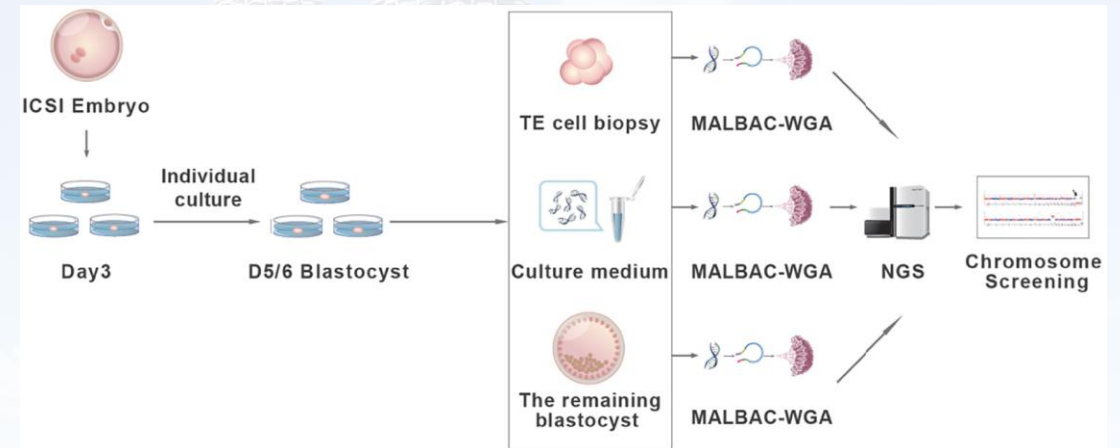 ICSI Embryo
Day3
Individual
culture
D5/6 Blastocyst
TE cell biopsy
MALBAC-WGA
Culture medium
MALBAC-WGA
The remaining
blastocyst
MALBAC-WGA
NGS
Chromosome
Screening